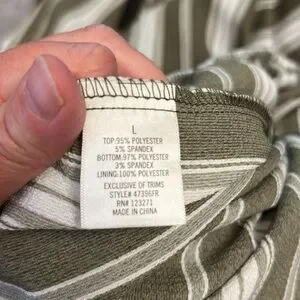 L
TOP:95% POLYESTER
5% SPANDEX
BOTTOM:97% POLYESTER
3% SPANDEX
LINING:100% POLYESTER
EXCLUSIVE OF TRIMS
STYLE# 47396FR
RN# 123271
MADE IN CHINA